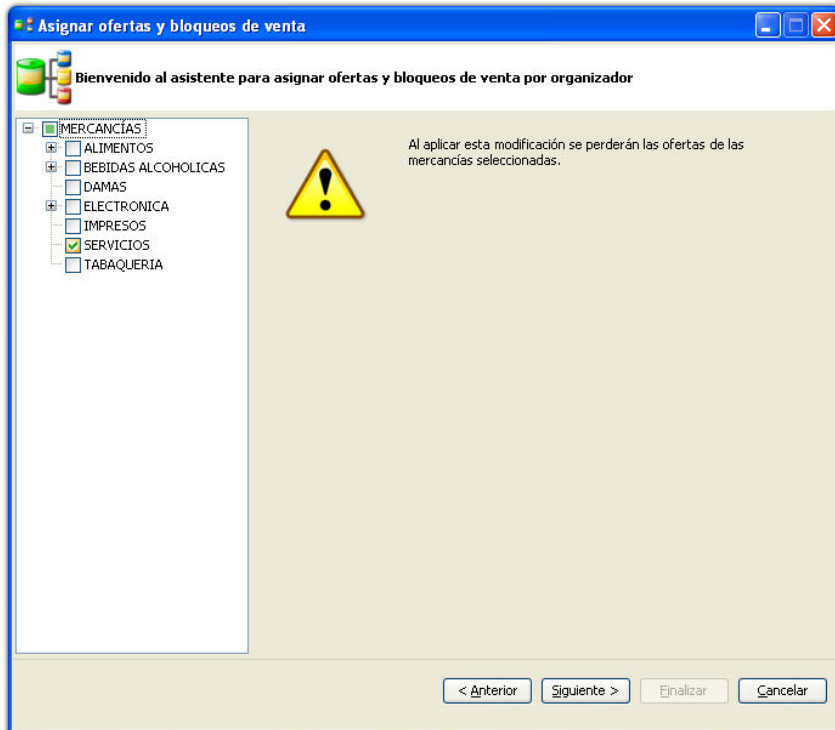 Asignar ofertas y bloqueos de venta
Bienvenido al asistente para asignar ofertas y bloqueos de venta por organizador
MERCANCÍAS
ALIMENTOS
BEBIDAS ALCOHOLICAS
DAMAS
ELECTRONICA
IMPRESOS
SERVICIOS
TABAQUERIA
Al aplicar esta modificación se perderán las ofertas de las
mercancías seleccionadas.
< Anterior Siguiente > Finalizar Cancelar